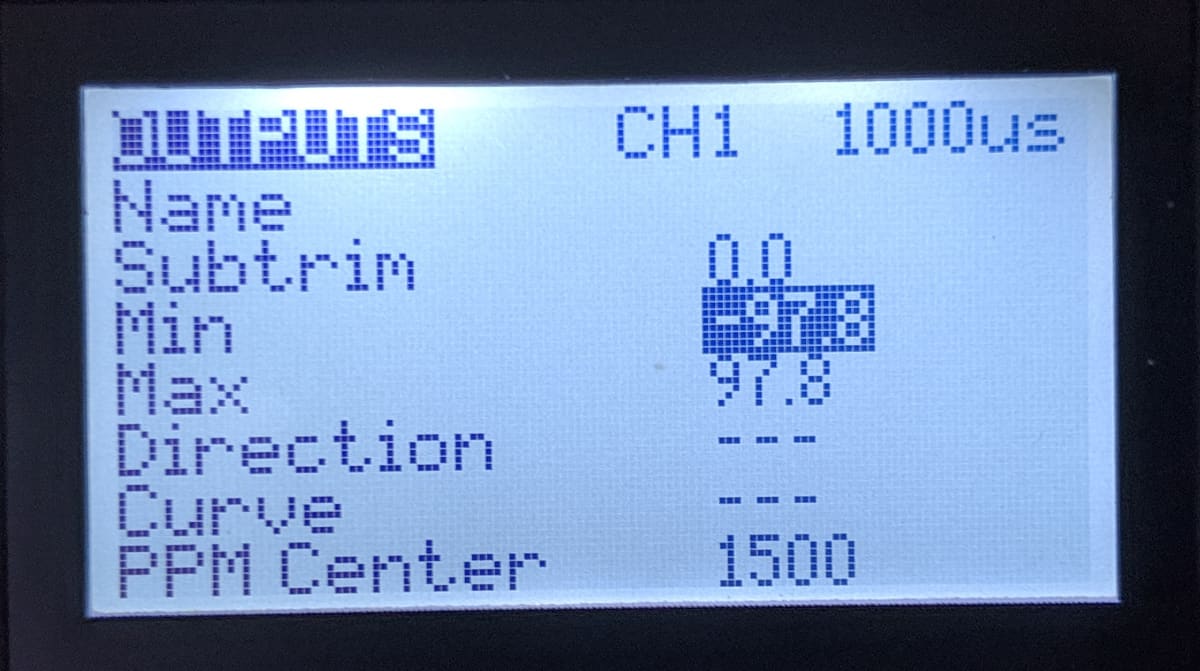 OUTPUTS CH1 1000us
Name
Subtrim 0.0
Min -97.8
Max 97.8
Direction ---
Curve ---
PPM Center 1500